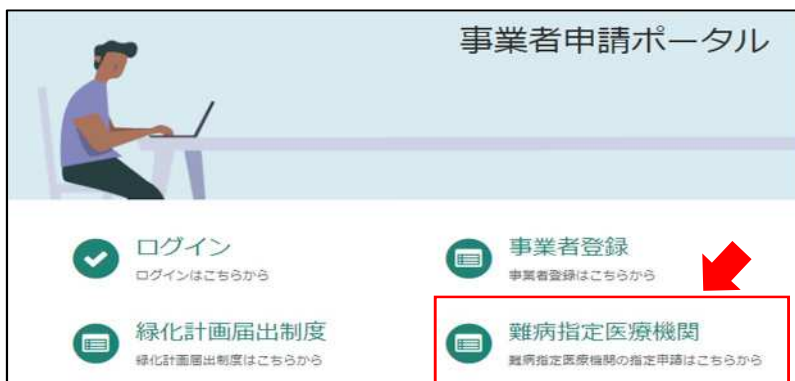 事業者申請ポータル
ログイン
ログインはこちらから
事業者登録
事業者登録はこちらから
緑化計画届出制度
緑化計画届出制度はこちらから
難病指定医療機関
難病指定医療機関の指定申請はこちらから